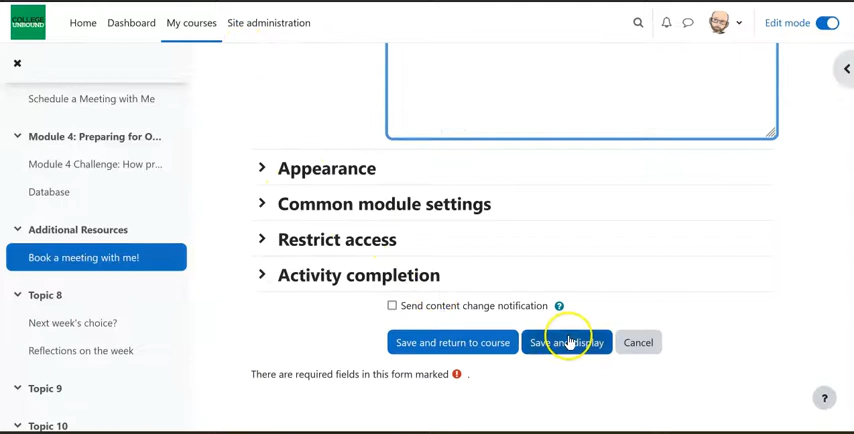 COLLEGE
UNBOUND
Home Dashboard My courses Site administration Edit mode
Schedule a Meeting with Me
Module 4: Preparing for O...
Module 4 Challenge: How pr...
Database
Additional Resources
Book a meeting with me!
Topic 8
Next week's choice?
Reflections on the week
Topic 9
Topic 10
Appearance
Common module settings
Restrict access
Activity completion
Send content change notification ?
Save and return to course Save and display Cancel
There are required fields in this form marked ! .
?